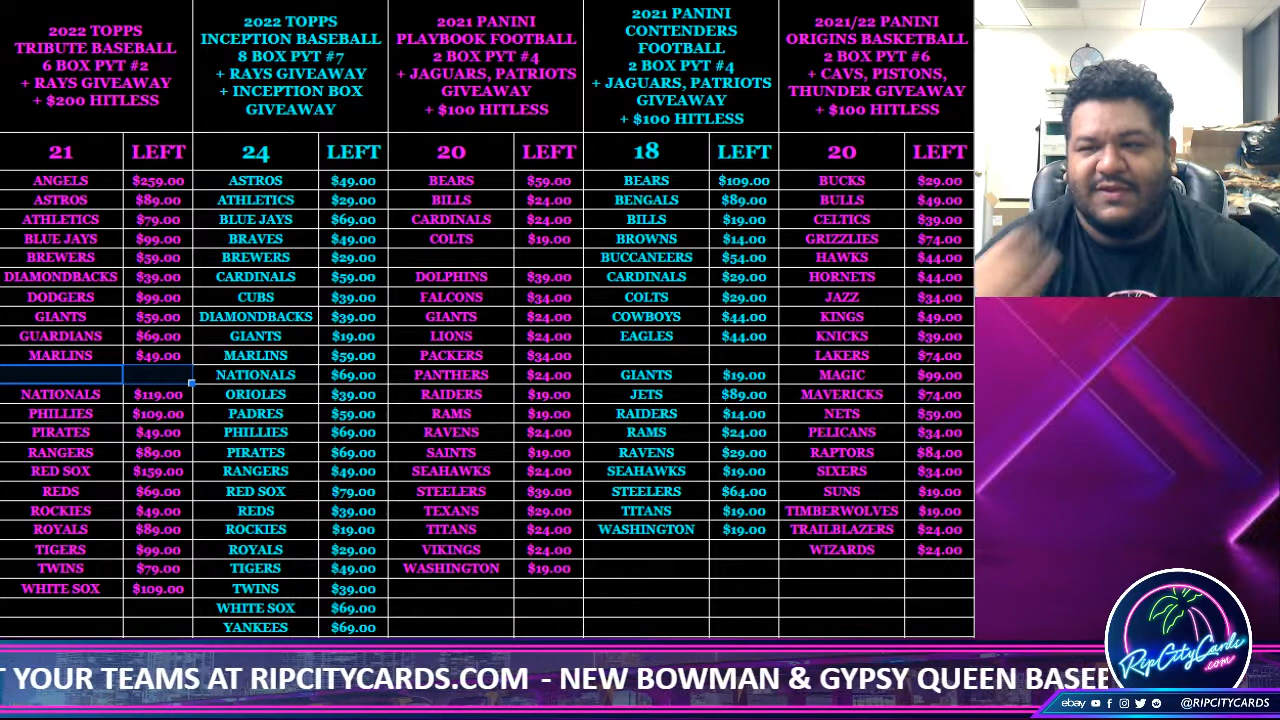 2022 TOPPS
TRIBUTE BASEBALL
6 BOX PYT #2
+ RAYS GIVEAWAY
+ $200 HITLESS
2022 TOPPS
INCEPTION BASEBALL
8 BOX PYT #7
+ RAYS GIVEAWAY
+ INCEPTION BOX
GIVEAWAY
2021 PANINI
PLAYBOOK FOOTBALL
2 BOX PYT #4
+ JAGUARS, PATRIOTS
GIVEAWAY
+ $100 HITLESS
2021 PANINI
CONTENDERS
FOOTBALL
2 BOX PYT #4
+ JAGUARS, PATRIOTS
GIVEAWAY
+ $100 HITLESS
2021/22 PANINI
ORIGINS BASKETBALL
2 BOX PYT #6
+ CAVS, PISTONS,
THUNDER GIVEAWAY
+ $100 HITLESS
21 LEFT 24 LEFT 20 LEFT 18 LEFT 20 LEFT
ANGELS $259.00 ASTROS $49.00 BEARS $59.00 BEARS $109.00 BUCKS $29.00
ASTROS $89.00 ATHLETICS $29.00 BILLS $24.00 BENGALS $89.00 BULLS $49.00
ATHLETICS $79.00 BLUE JAYS $69.00 CARDINALS $24.00 BILLS $19.00 CELTICS $39.00
BLUE JAYS $99.00 BRAVES $49.00 COLTS $19.00 BROWNS $14.00 GRIZZLIES $74.00
BREWERS $59.00 BREWERS $29.00 BUCCANEERS $54.00 HAWKS $44.00
DIAMONDBACKS $39.00 CARDINALS $59.00 DOLPHINS $39.00 CARDINALS $29.00 HORNETS $44.00
DODGERS $99.00 CUBS $39.00 FALCONS $34.00 COLTS $29.00 JAZZ $34.00
GIANTS $59.00 DIAMONDBACKS $39.00 GIANTS $24.00 COWBOYS $44.00 KINGS $49.00
GUARDIANS $69.00 GIANTS $19.00 LIONS $24.00 EAGLES $44.00 KNICKS $39.00
MARLINS $49.00 MARLINS $59.00 PACKERS $34.00 LAKERS $74.00
NATIONALS $69.00 PANTHERS $24.00 GIANTS $19.00 MAGIC $99.00
NATIONALS $119.00 ORIOLES $39.00 RAIDERS $19.00 JETS $89.00 MAVERICKS $74.00
PHILLIES $109.00 PADRES $59.00 RAMS $19.00 RAIDERS $14.00 NETS $59.00
PIRATES $49.00 PHILLIES $69.00 RAVENS $24.00 RAMS $24.00 PELICANS $34.00
RANGERS $89.00 PIRATES $69.00 SAINTS $19.00 RAVENS $29.00 RAPTORS $84.00
RED SOX $159.00 RANGERS $49.00 SEAHAWKS $24.00 SEAHAWKS $19.00 SIXERS $34.00
REDS $69.00 RED SOX $79.00 STEELERS $39.00 STEELERS $64.00 SUNS $19.00
ROCKIES $49.00 REDS $39.00 TEXANS $29.00 TITANS $19.00 TIMBERWOLVES $19.00
ROYALS $89.00 ROCKIES $19.00 TITANS $24.00 WASHINGTON $19.00 TRAILBLAZERS $24.00
TIGERS $99.00 ROYALS $29.00 VIKINGS $24.00 WIZARDS $24.00
TWINS $79.00 TIGERS $49.00 WASHINGTON $19.00
WHITE SOX $109.00 TWINS $39.00
WHITE SOX $69.00
YANKEES $69.00
T YOUR TEAMS AT RIPCITYCARDS.COM - NEW BOWMAN & GYPSY QUEEN BASEB
RipCityCards
.com
ebay @RIPCITYCARDS